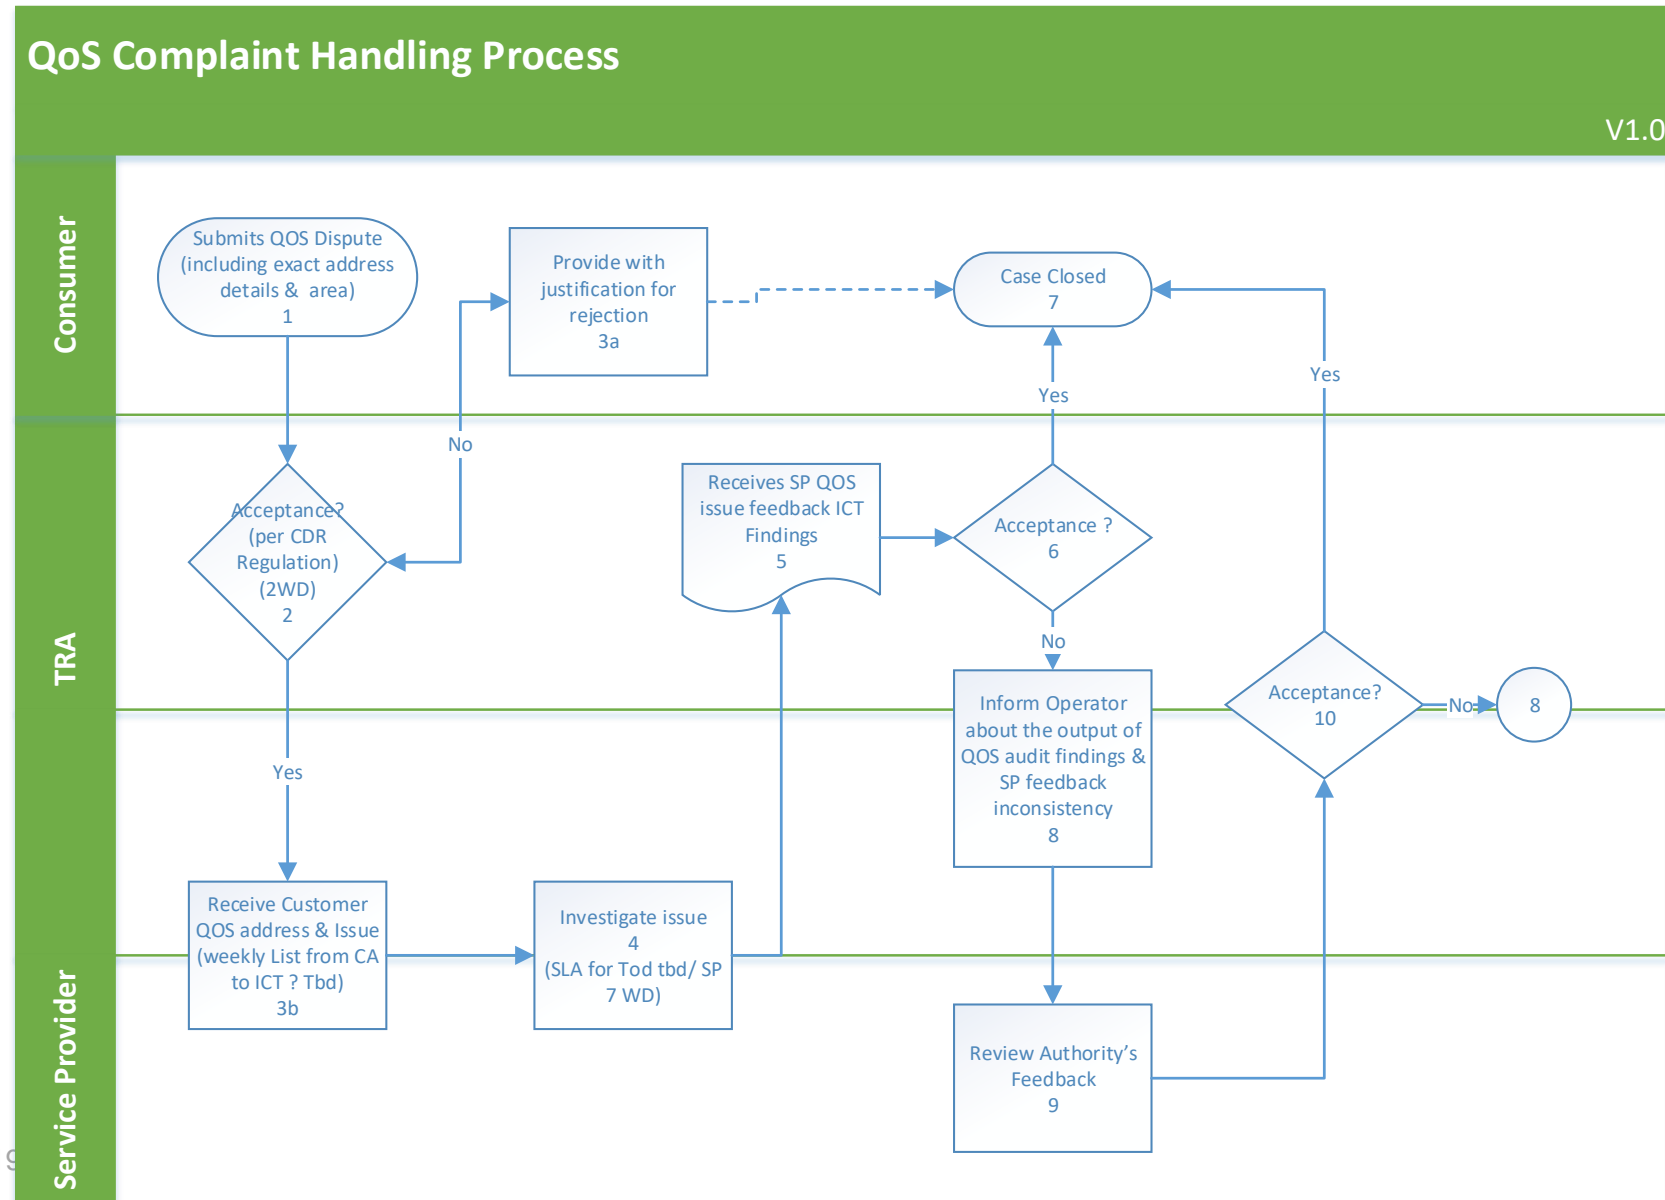 QoS Complaint Handling Process
V1.0
Consumer
Submits QOS Dispute
(including exact address
details & area)
1
Provide with
justification for
rejection
3a
Case Closed
7
Yes
Yes
No
TRA
Acceptance?
(per CDR
Regulation)
(2WD)
2
Receives SP QOS
issue feedback ICT
Findings
5
Acceptance ?
6
No
Inform Operator
about the output of
QOS audit findings &
SP feedback
inconsistency
8
Acceptance?
10
No
8
Yes
Receive Customer
QOS address & Issue
(weekly List from CA
to ICT ? Tbd)
3b
Investigate issue
4
(SLA for Tod tbd/ SP
7 WD)
Service Provider
Review Authority's
Feedback
9